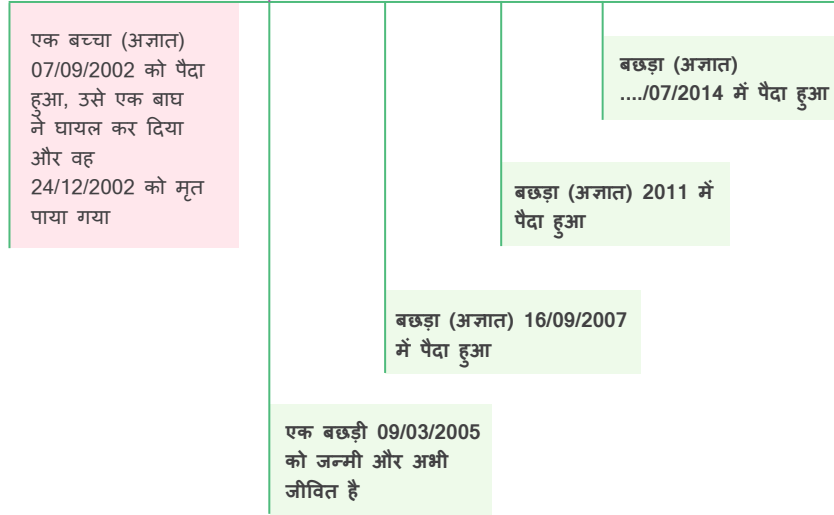 एक बच्चा (अज्ञात)
07/09/2002 को पैदा
हुआ, उसे एक बाघ
ने घायल कर दिया
और वह
24/12/2002 को मृत
पाया गया
बछड़ा (अज्ञात)
..../07/2014 में पैदा हुआ
बछड़ा (अज्ञात) 2011 में
पैदा हुआ
बछड़ा (अज्ञात) 16/09/2007
में पैदा हुआ
एक बछड़ी 09/03/2005
को जन्मी और अभी
जीवित है